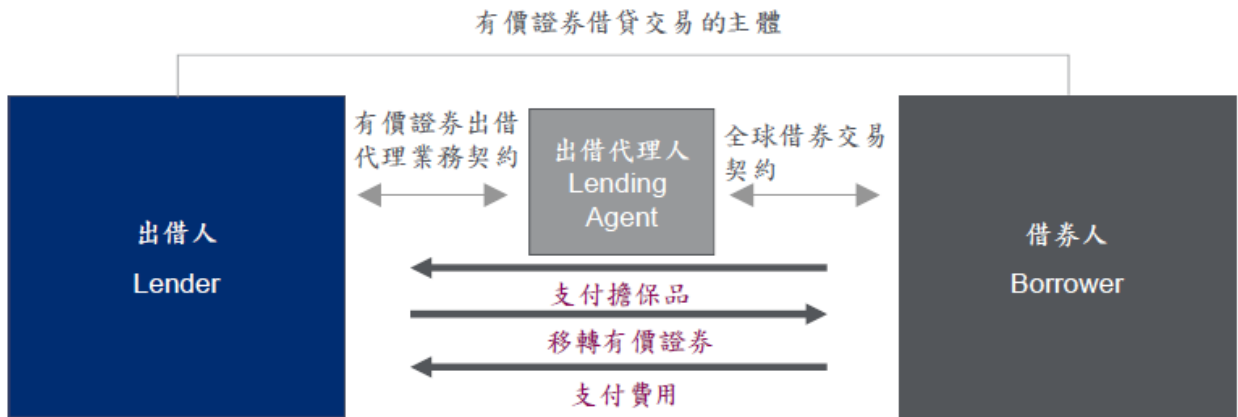 有價證券借貸交易的主體
有價證券出借
代理業務契約
全球借券交易
契約
出借代理人
Lending
Agent
出借人
Lender
借券人
Borrower
支付擔保品
移轉有價證券
支付費用